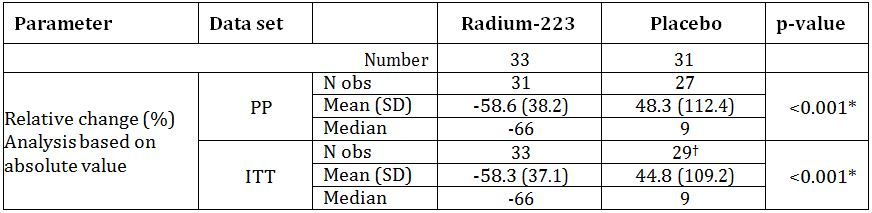 Parameter Data set Radium-223 Placebo p-value
Number 33 31
Relative change (%)
Analysis based on
absolute value
PP
N obs 31 27
Mean (SD) -58.6 (38.2) 48.3 (112.4)
Median -66 9
<0.001*
ITT
N obs 33 29†
Mean (SD) -58.3 (37.1) 44.8 (109.2)
Median -66 9
<0.001*